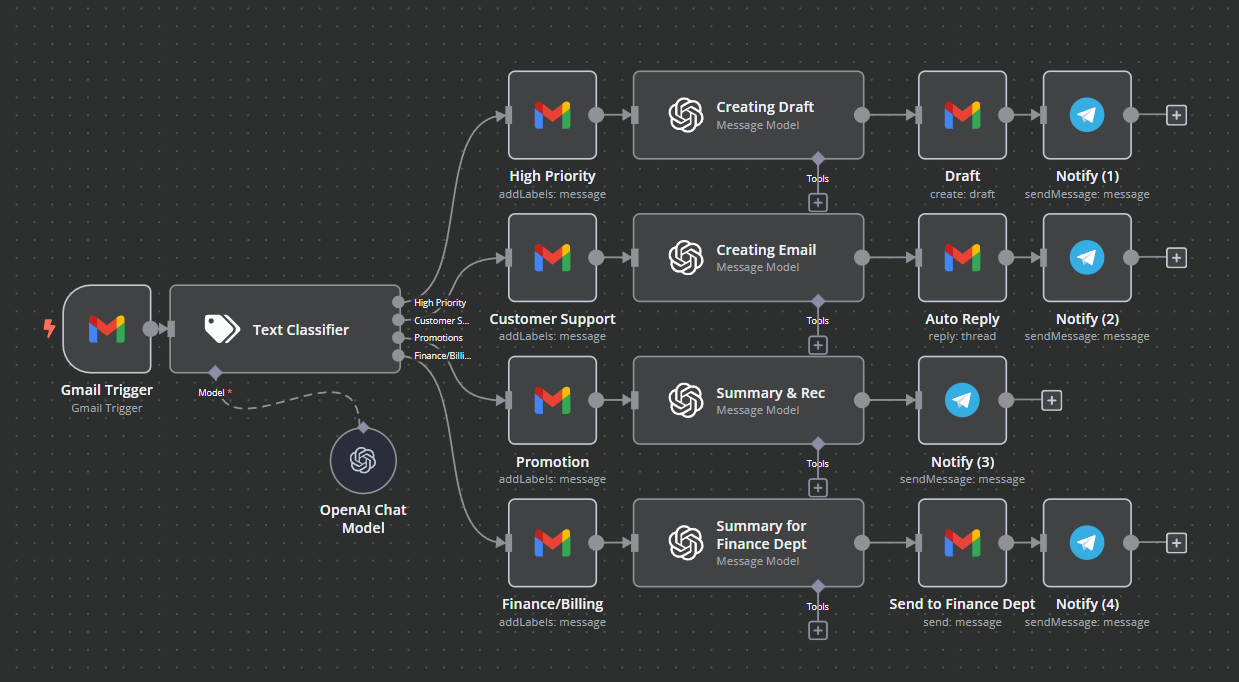 Creating Draft
Message Model
High Priority
addLabels: message
Tools
Draft
create: draft
Notify (1)
sendMessage: message
Creating Email
Message Model
Customer Support
addLabels: message
Tools
Auto Reply
reply: thread
Notify (2)
sendMessage: message
Gmail Trigger
Gmail Trigger
Text Classifier
High Priority
Customer S...
Promotions
Finance/Billi...
Model *
OpenAI Chat
Model
Summary & Rec
Message Model
Promotion
addLabels: message
Tools
Notify (3)
sendMessage: message
Summary for
Finance Dept
Message Model
Finance/Billing
addLabels: message
Tools
Send to Finance Dept
send: message
Notify (4)
sendMessage: message